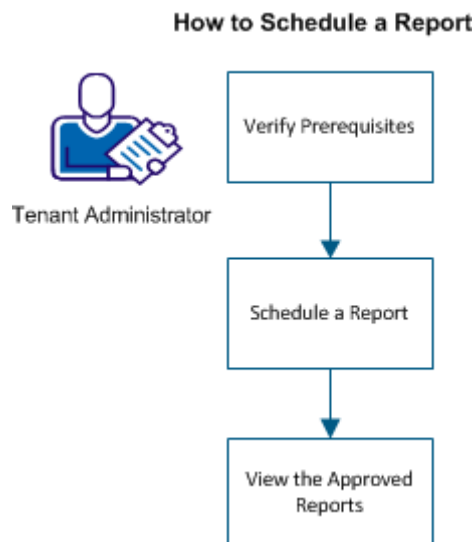 How to Schedule a Report
Verify Prerequisites
Tenant Administrator
Schedule a Report
View the Approved
Reports